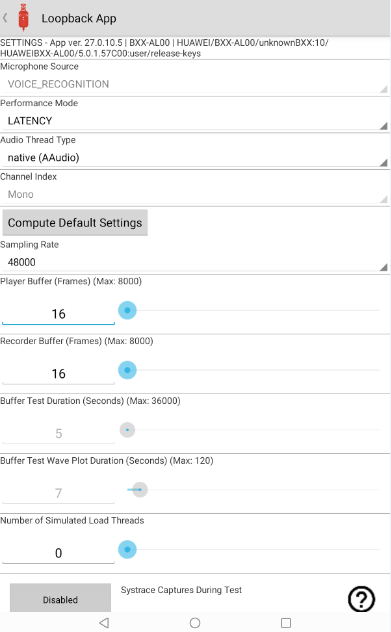 Loopback App
SETTINGS - App ver. 27.0.10.5 | BXX-AL00 | HUAWEI/BXX-AL00/unknownBXX:10/
HUAWEIBXX-AL00/5.0.1.57C00:user/release-keys
Microphone Source
VOICE_RECOGNITION
Performance Mode
LATENCY
Audio Thread Type
native (AAudio)
Channel Index
Mono
Compute Default Settings
Sampling Rate
48000
Player Buffer (Frames) (Max: 8000)
16
Recorder Buffer (Frames) (Max: 8000)
16
Buffer Test Duration (Seconds) (Max: 36000)
5
Buffer Test Wave Plot Duration (Seconds) (Max: 120)
7
Number of Simulated Load Threads
0
Systrace Captures During Test
Disabled
?